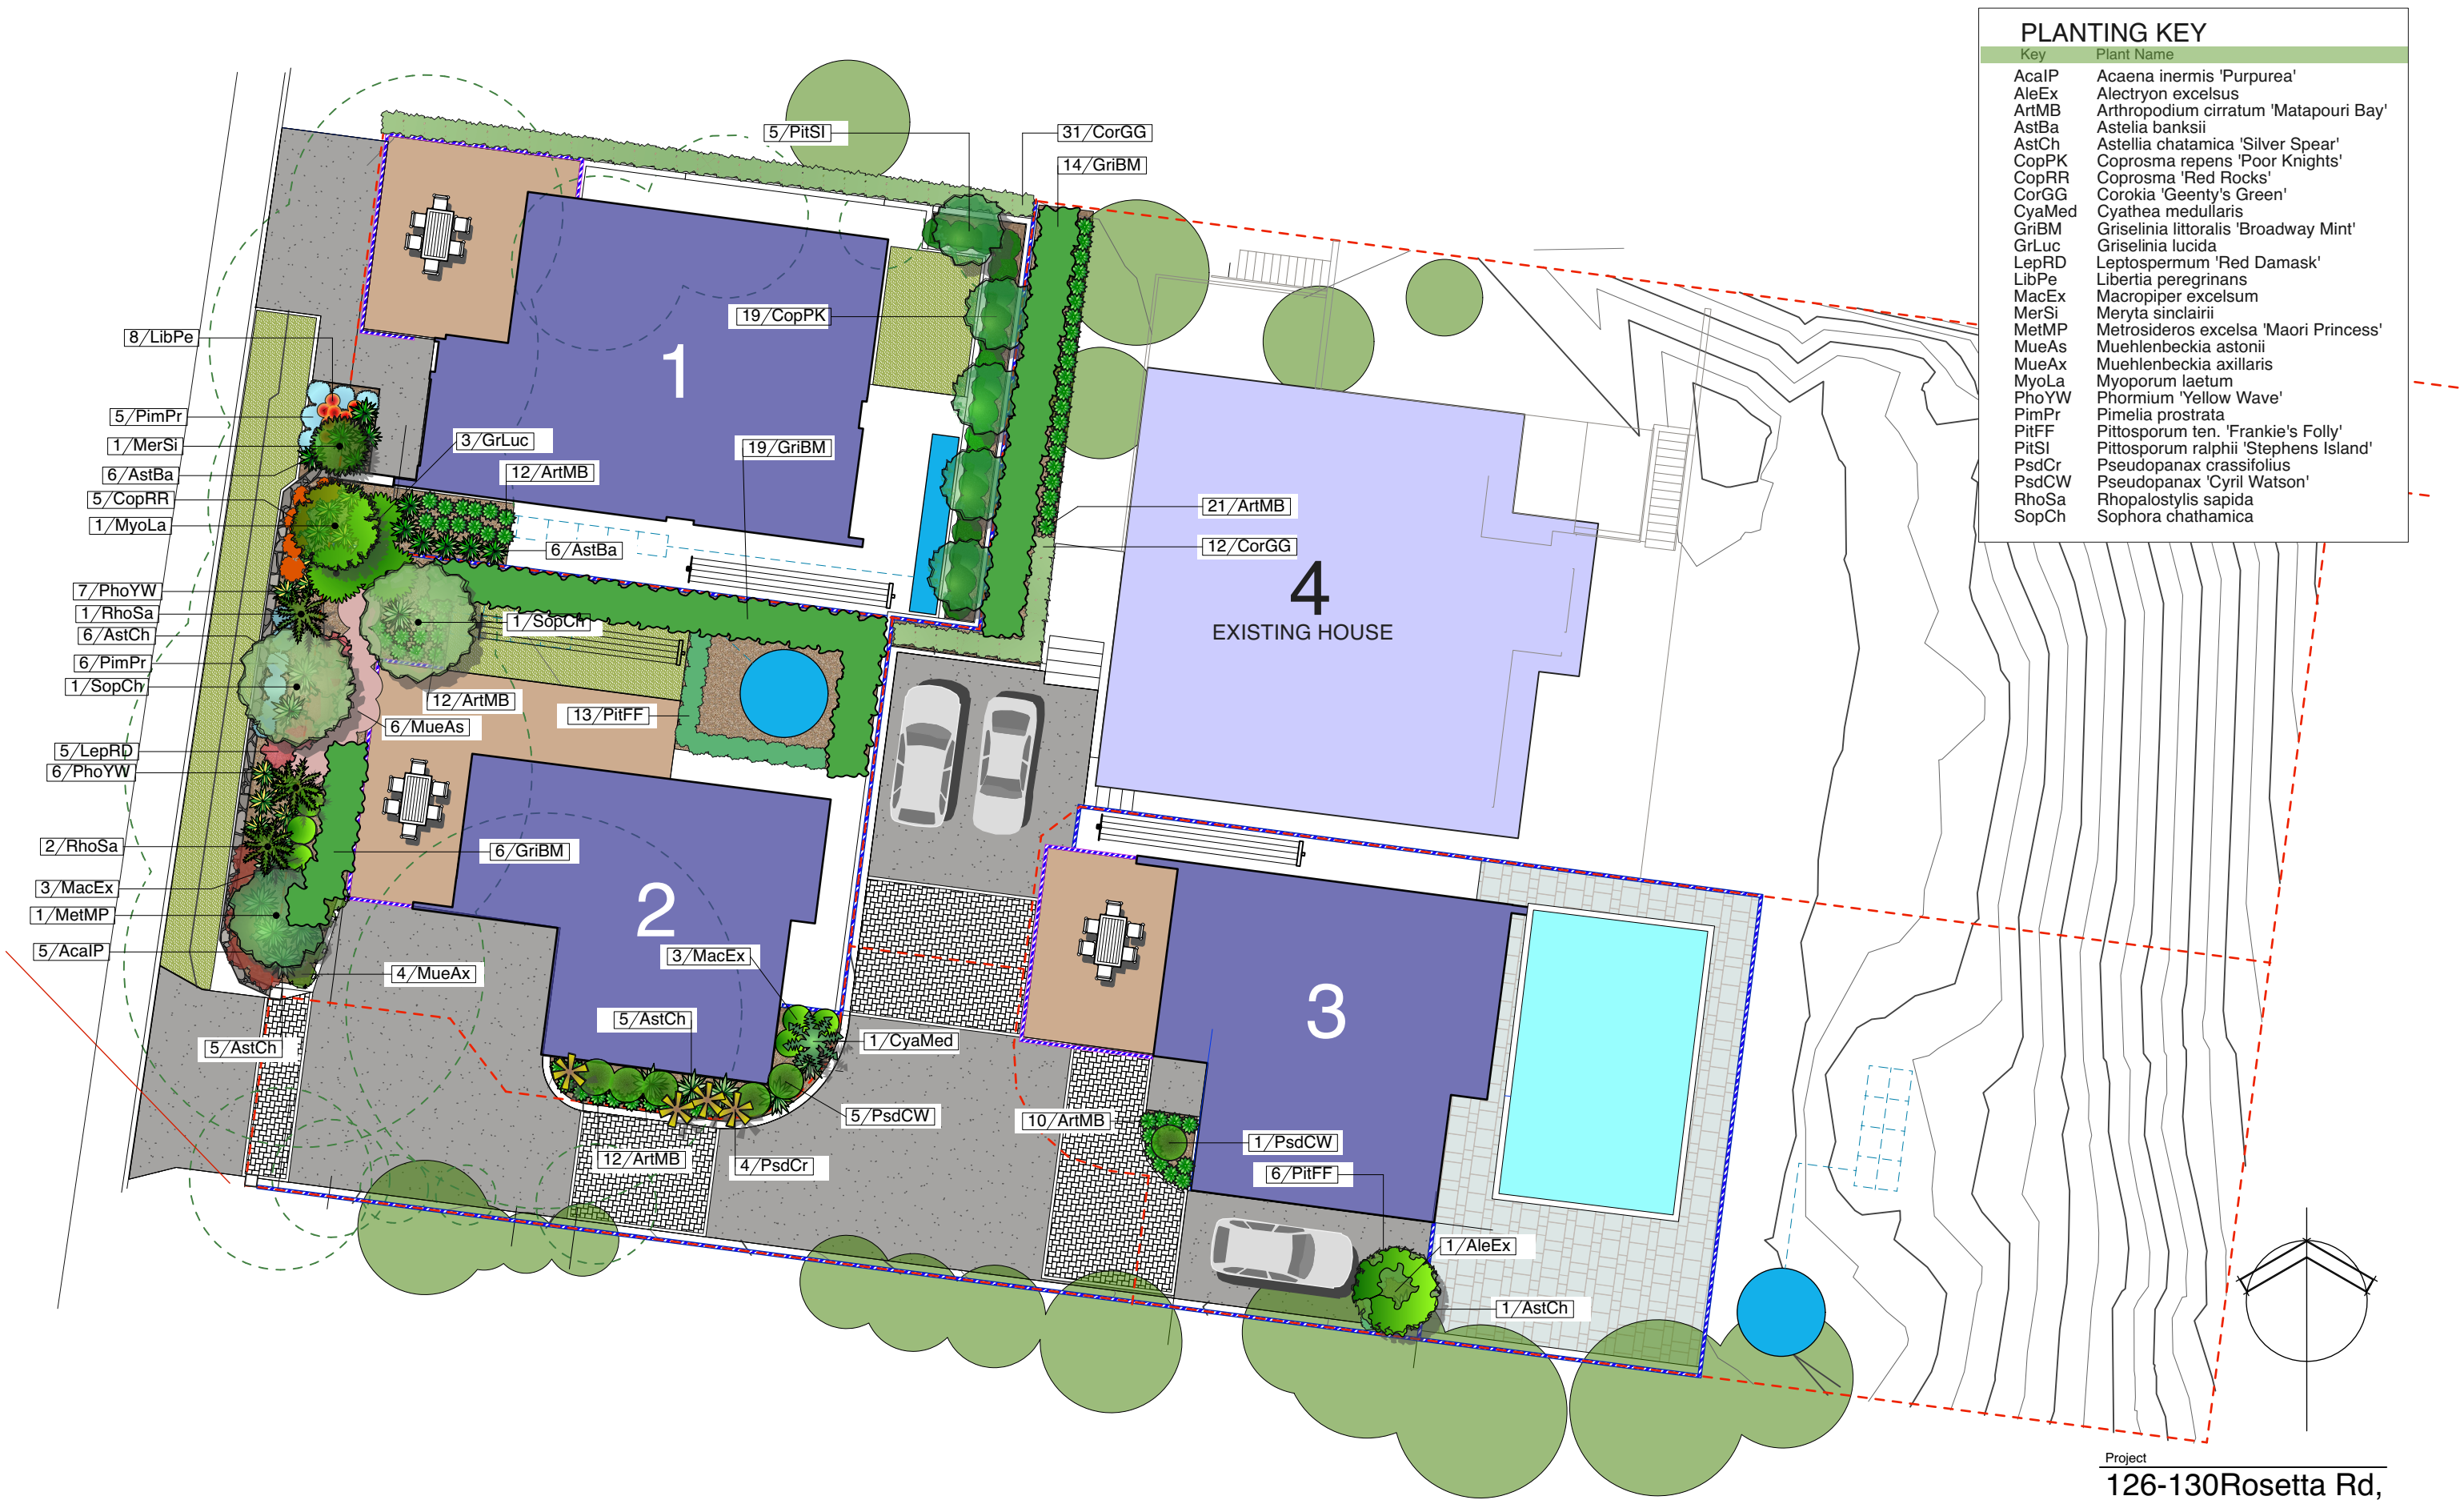 PLANTING KEY
Key Plant Name
AcaIP Acaena inermis 'Purpurea'
AleEx Alectryon excelsus
ArtMB Arthropodium cirratum 'Matapouri Bay'
AstBa Astelia banksii
AstCh Astellia chatamica 'Silver Spear'
CopPK Coprosma repens 'Poor Knights'
CopRR Coprosma 'Red Rocks'
CorGG Corokia 'Geenty's Green'
CyaMed Cyathea medullaris
GriBM Griselinia littoralis 'Broadway Mint'
GrLuc Griselinia lucida
LepRD Leptospermum 'Red Damask'
LibPe Libertia peregrinans
MacEx Macropiper excelsum
MerSi Meryta sinclairii
MetMP Metrosideros excelsa 'Maori Princess'
MueAs Muehlenbeckia astonii
MueAx Muehlenbeckia axillaris
MyoLa Myoporum laetum
PhoYW Phormium 'Yellow Wave'
PimPr Pimelia prostrata
PitFF Pittosporum ten. 'Frankie's Folly'
PitSI Pittosporum ralphii 'Stephens Island'
PsdCr Pseudopanax crassifolius
PsdCW Pseudopanax 'Cyril Watson'
RhoSa Rhopalostylis sapida
SopCh Sophora chathamica
5/PitSI
31/CorGG
14/GriBM
19/CopPK
8/LibPe
1
5/PimPr
1/MerSi
3/GrLuc
19/GriBM
6/AstBa
12/ArtMB
5/CopRR
21/ArtMB
1/MyoLa
6/AstBa
12/CorGG
7/PhoYW
4
EXISTING HOUSE
1/RhoSa
1/SopCh
6/AstCh
6/PimPr
1/SopCh
12/ArtMB
13/PitFF
6/MueAs
5/LepRD
6/PhoYW
2/RhoSa
6/GriBM
3/MacEx
1/MetMP
2
5/AcaIP
3/MacEx
4/MueAx
3
5/AstCh
5/AstCh
1/CyaMed
5/PsdCW
10/ArtMB
1/PsdCW
12/ArtMB
4/PsdCr
6/PitFF
1/AleEx
1/AstCh
Project
126-130Rosetta Rd,